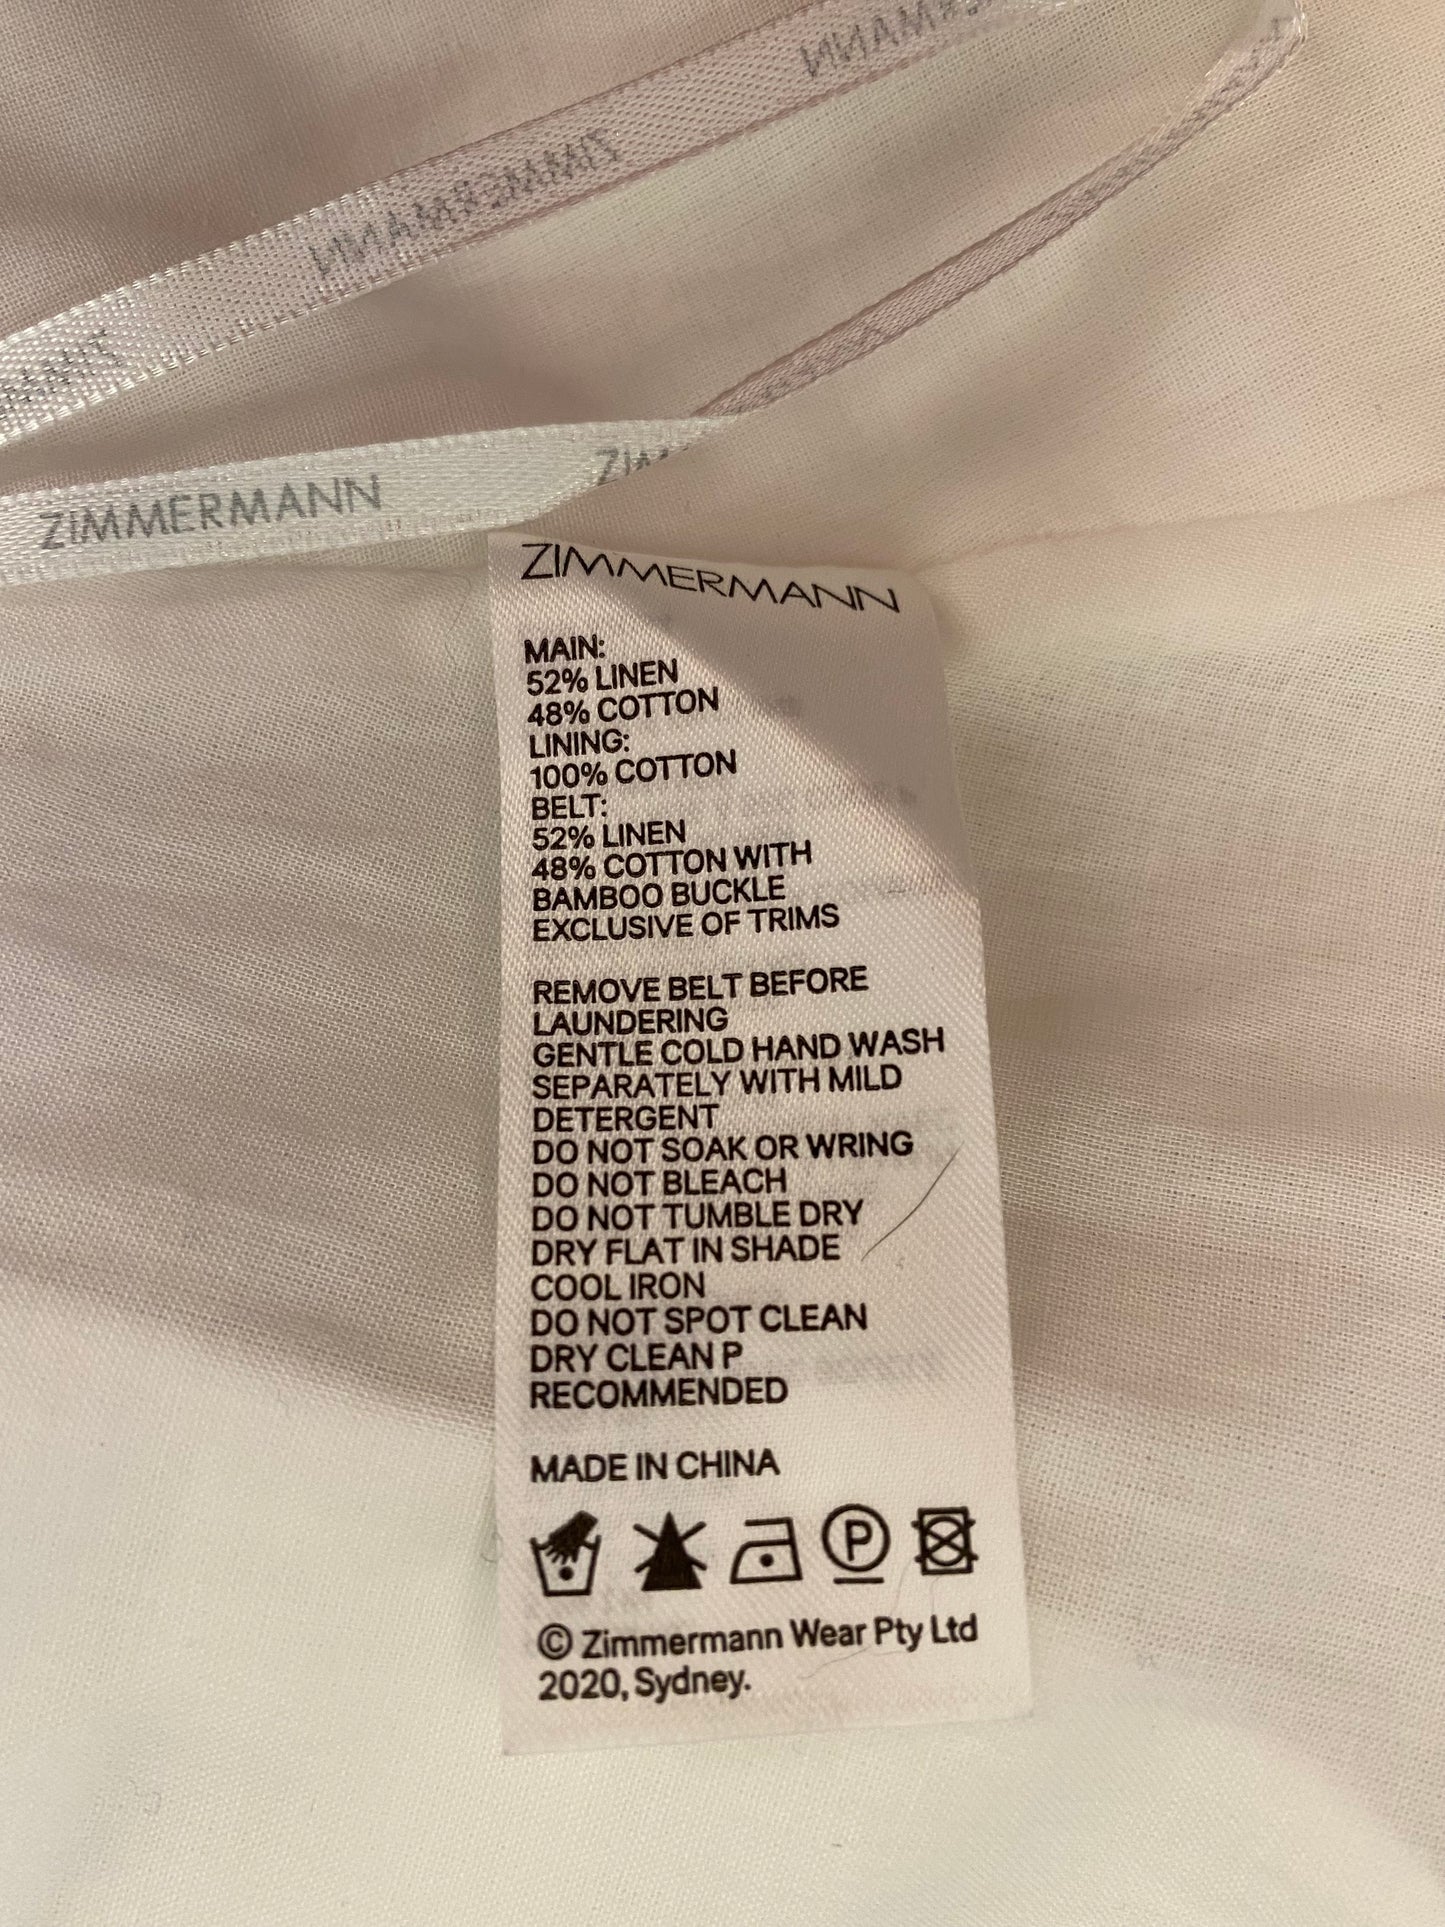 ZIMMERMANN
ZIMMERMANN
ZIMMERMANN
MAIN:
52% LINEN
48% COTTON
LINING:
100% COTTON
BELT:
52% LINEN
48% COTTON WITH
BAMBOO BUCKLE
EXCLUSIVE OF TRIMS
REMOVE BELT BEFORE
LAUNDERING
GENTLE COLD HAND WASH
SEPARATELY WITH MILD
DETERGENT
DO NOT SOAK OR WRING
DO NOT BLEACH
DO NOT TUMBLE DRY
DRY FLAT IN SHADE
COOL IRON
DO NOT SPOT CLEAN
DRY CLEAN P
RECOMMENDED
MADE IN CHINA
P
© Zimmermann Wear Pty Ltd
2020, Sydney.